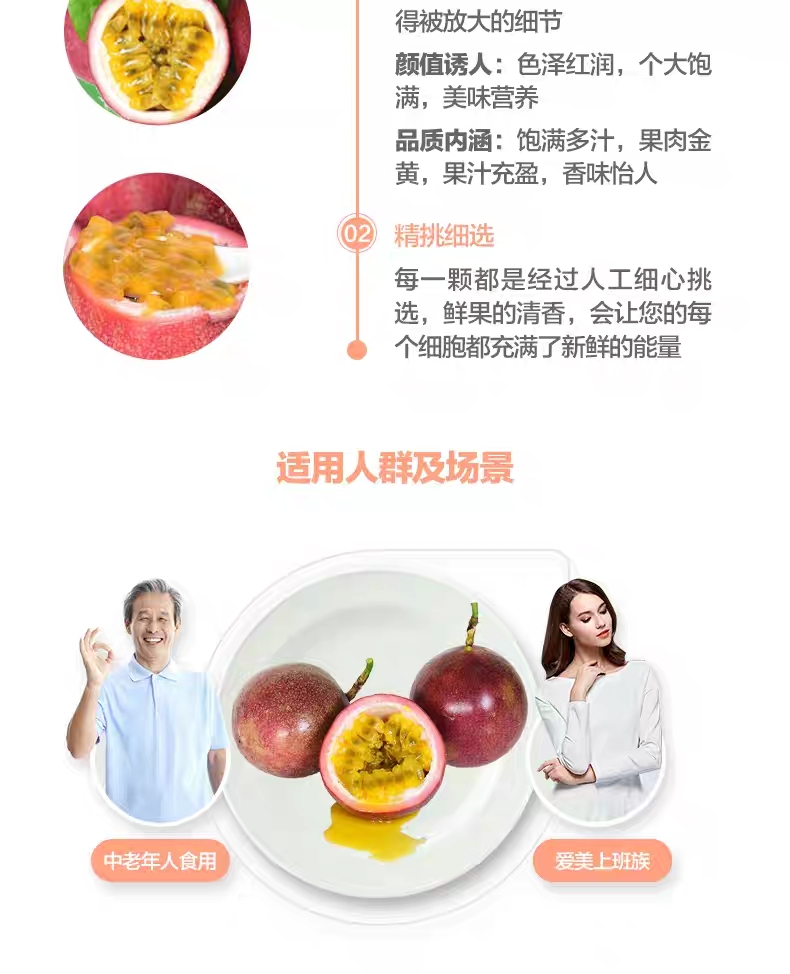 得被放大的细节
颜值诱人：色泽红润，个大饱
满，美味营养
品质内涵：饱满多汁，果肉金
黄，果汁充盈，香味怡人
02 精挑细选
每一颗都是经过人工细心挑
选，鲜果的清香，会让您的每
个细胞都充满了新鲜的能量
适用人群及场景
中老年人食用
爱美上班族